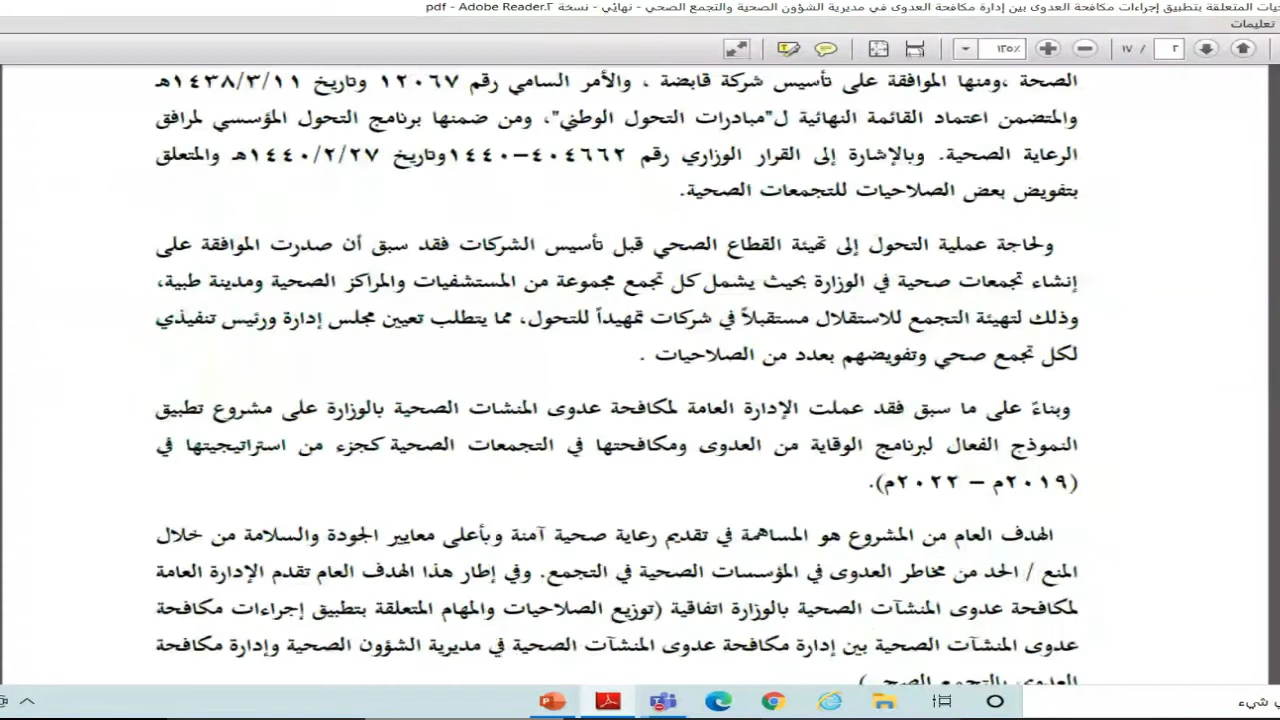 حيات المتعلقة بتطبيق إجراءات مكافحة العدوى بين إدارة مكافحة العدوى في مديرية الشؤون الصحية والتجمع الصحي - نهائي - نسخة ٢.pdf - Adobe Reader
تعليمات
١٢٥٪ ١٧ / ٢
الصحة ،ومنها الموافقة على تأسيس شركة قابضة ، والأمر السامي رقم ١٢٠٦٧ وتاريخ ١٤٣٨/٣/١١هـ
والمتضمن اعتماد القائمة النهائية ل"مبادرات التحول الوطني"، ومن ضمنها برنامج التحول المؤسسي لمرافق
الرعاية الصحية. وبالإشارة إلى القرار الوزاري رقم ٤٠٤٦٦٢-١٤٤٠وتاريخ ١٤٤٠/٢/٢٧هـ والمتعلق
بتفويض بعض الصلاحيات للتجمعات الصحية.
ولحاجة عملية التحول إلى تهيئة القطاع الصحي قبل تأسيس الشركات فقد سبق أن صدرت الموافقة على
إنشاء تجمعات صحية في الوزارة بحيث يشمل كل تجمع مجموعة من المستشفيات والمراكز الصحية ومدينة طبية،
وذلك لتهيئة التجمع للاستقلال مستقبلاً في شركات تمهيداً للتحول، مما يتطلب تعيين مجلس إدارة ورئيس تنفيذي
لكل تجمع صحي وتفويضهم بعدد من الصلاحيات .
وبناءً على ما سبق فقد عملت الإدارة العامة لمكافحة عدوى المنشات الصحية بالوزارة على مشروع تطبيق
النموذج الفعال لبرنامج الوقاية من العدوى ومكافحتها في التجمعات الصحية كجزء من استراتيجيتها في
(٢٠١٩م – ٢٠٢٢م).
الهدف العام من المشروع هو المساهمة في تقديم رعاية صحية آمنة وبأعلى معايير الجودة والسلامة من خلال
المنع / الحد من مخاطر العدوى في المؤسسات الصحية في التجمع. وفي إطار هذا الهدف العام تقدم الإدارة العامة
لمكافحة عدوى المنشآت الصحية بالوزارة اتفاقية (توزيع الصلاحيات والمهام المتعلقة بتطبيق إجراءات مكافحة
عدوى المنشآت الصحية بين إدارة مكافحة عدوى المنشآت الصحية في مديرية الشؤون الصحية وإدارة مكافحة
العدوى بالتجمع الصحي)
ي شيء